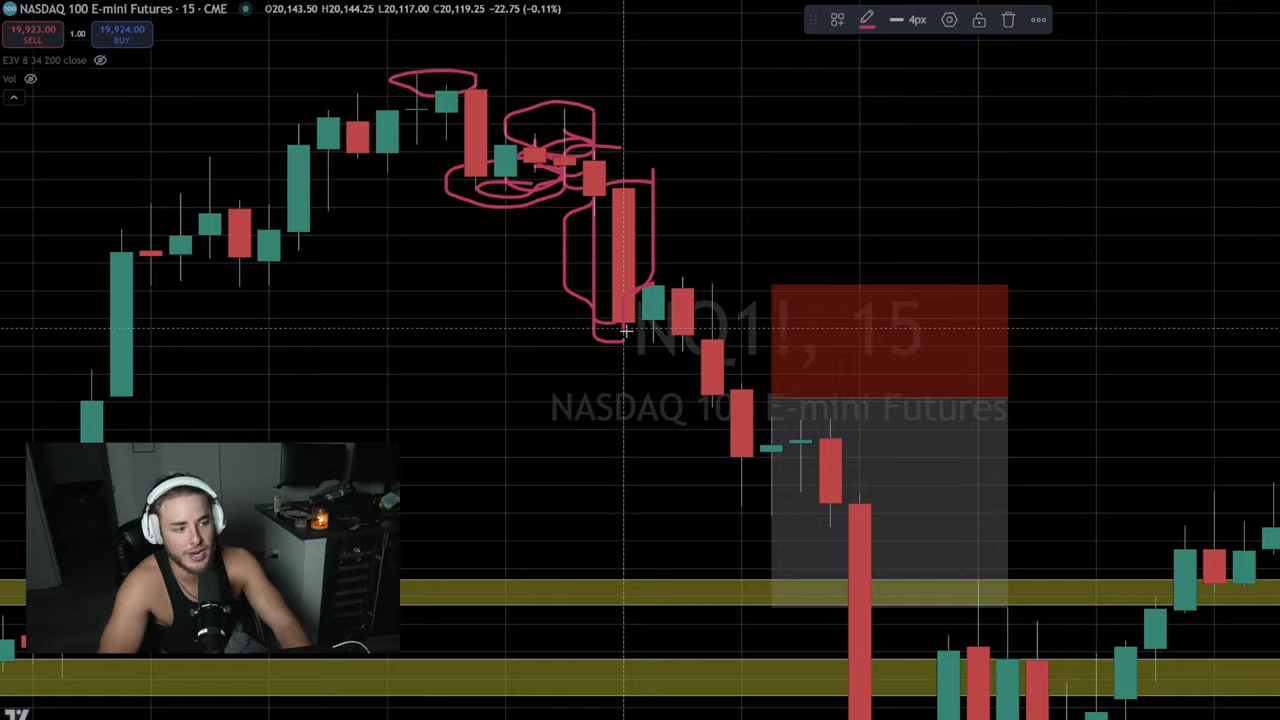 NASDAQ 100 E-mini Futures · 15 · CME O20,143.50 H20,144.25 L20,117.00 C20,119.25 -22.75 (-0.11%)
4px
19,923.00 SELL 1.00 19,924.00 BUY
E3V 8 34 200 close
Vol
NQ1!, 15
NASDAQ 100 E-mini Futures